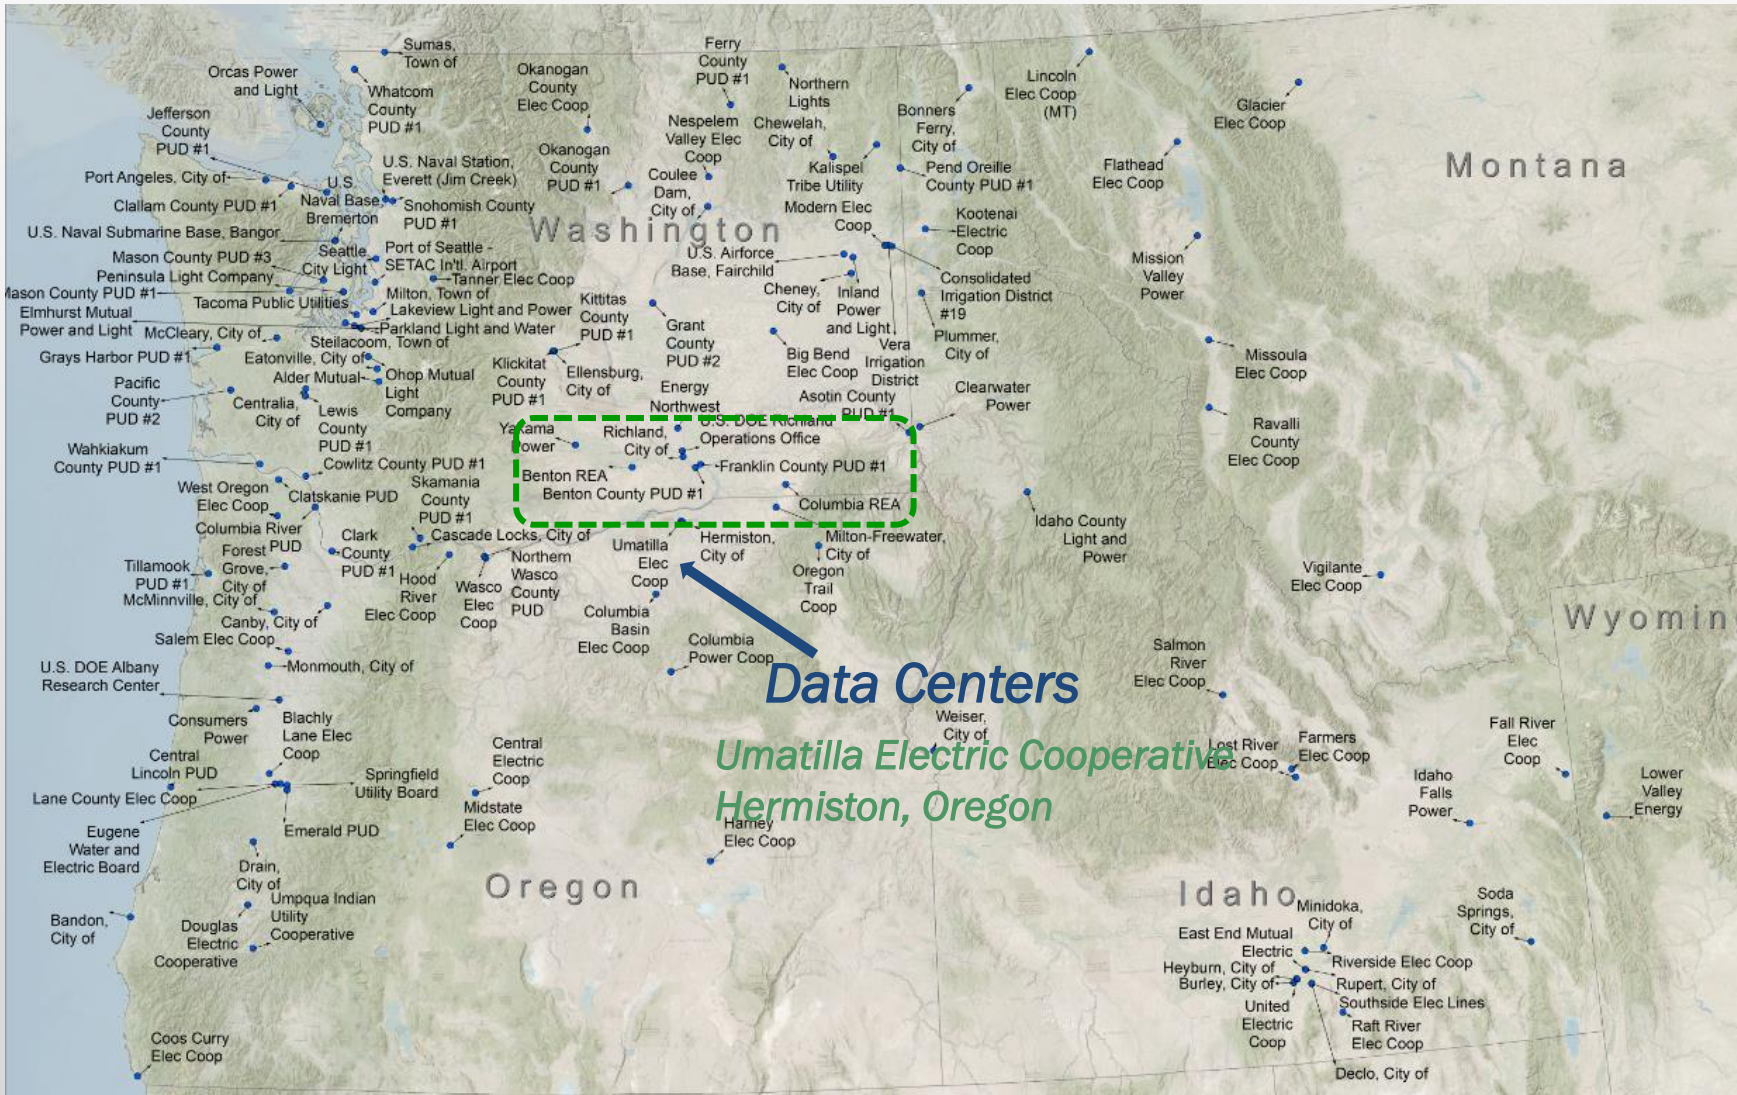 Sumas,
Town of
Orcas Power
and Light
Whatcom
County
PUD #1
Okanogan
County
Elec Coop
Ferry
County
PUD #1
Northern
Lights
Lincoln
Elec Coop
(MT)
Glacier
Elec Coop
Jefferson
County
PUD #1
Nespelem
Valley Elec
Coop
Chewelah,
City of
Bonners
Ferry,
City of
Montana
Okanogan
County
PUD #1
U.S. Naval Station,
Everett (Jim Creek)
Coulee
Dam,
City of
Kalispel
Tribe Utility
Pend Oreille
County PUD #1
Flathead
Elec Coop
Port Angeles, City of
Clallam County PUD #1
U.S.
Naval Base,
Bremerton
Snohomish County
PUD #1
Washington
Modern Elec
Coop
Kootenai
Electric
Coop
U.S. Naval Submarine Base, Bangor
Mason County PUD #3
Seattle
City Light
Port of Seattle -
SETAC In'tl. Airport
U.S. Airforce
Base, Fairchild
Consolidated
Irrigation District
#19
Mission
Valley
Power
Peninsula Light Company
Tanner Elec Coop
Mason County PUD #1
Tacoma Public Utilities
Milton, Town of
Kittitas
County
PUD #1
Cheney,
City of
Inland
Power
and Light
Elmhurst Mutual
Power and Light
Lakeview Light and Power
Parkland Light and Water
McCleary, City of
Steilacoom, Town of
Grant
County
PUD #2
Vera
Irrigation
District
Plummer,
City of
Grays Harbor PUD #1
Eatonville, City of
Alder Mutual
Ohop Mutual
Light
Company
Klickitat
County
PUD #1
Ellensburg,
City of
Big Bend
Elec Coop
Missoula
Elec Coop
Pacific
County
PUD #2
Centralia,
City of
Lewis
County
PUD #1
Energy
Northwest
Asotin County
PUD #1
Clearwater
Power
Yakama
Power
Richland,
City of
U.S. DOE Richland
Operations Office
Ravalli
County
Elec Coop
Wahkiakum
County PUD #1
Cowlitz County PUD #1
Benton REA
Franklin County PUD #1
Benton County PUD #1
Columbia REA
West Oregon
Elec Coop
Clatskanie PUD
Skamania
County
PUD #1
Columbia River
PUD
Clark
County
PUD #1
Cascade Locks, City of
Umatilla
Elec
Coop
Hermiston,
City of
Milton-Freewater,
City of
Idaho County
Light and
Power
Forest
Grove,
City of
Tillamook
PUD #1
Hood
River
Elec Coop
Wasco
Elec
Coop
Northern
Wasco
County
PUD
Oregon
Trail
Coop
Vigilante
Elec Coop
McMinnville, City of
Canby, City of
Columbia
Basin
Elec Coop
Wyomin
Salem Elec Coop
Monmouth, City of
Columbia
Power Coop
Salmon
River
Elec Coop
U.S. DOE Albany
Research Center
Data Centers
Consumers
Power
Blachly
Lane Elec
Coop
Central
Electric
Coop
Weiser,
City of
Umatilla Electric Cooperative
Hermiston, Oregon
Lost River
Elec Coop
Farmers
Elec Coop
Fall River
Elec
Coop
Central
Lincoln PUD
Lane County Elec Coop
Springfield
Utility Board
Midstate
Elec Coop
Idaho
Falls
Power
Lower
Valley
Energy
Eugene
Water and
Electric Board
Emerald PUD
Harney
Elec Coop
Drain,
City of
Oregon
Idaho
Bandon,
City of
Douglas
Electric
Cooperative
Umpqua Indian
Utility
Cooperative
Minidoka,
City of
Soda
Springs,
City of
East End Mutual
Electric
Riverside Elec Coop
Heyburn, City of
Burley, City of
Rupert, City of
Southside Elec Lines
United
Electric
Coop
Raft River
Elec Coop
Coos Curry
Elec Coop
Declo, City of